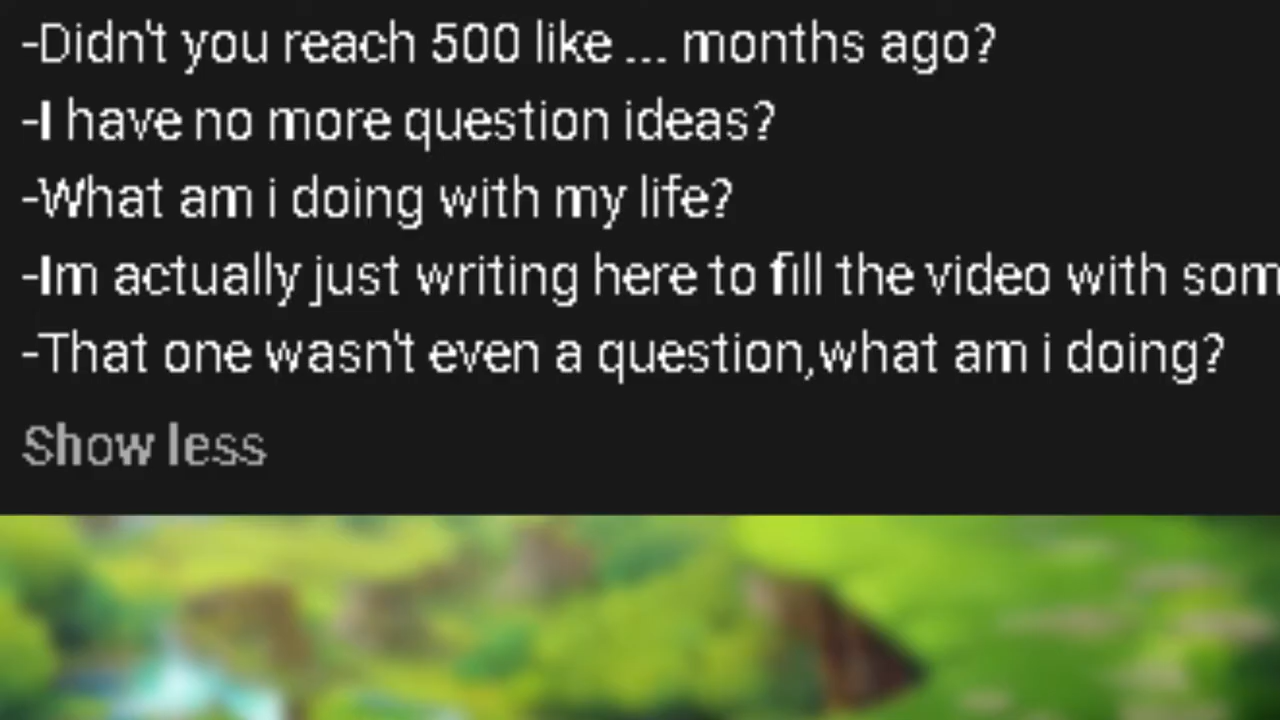 -Didn't you reach 500 like ... months ago?
-I have no more question ideas?
-What am i doing with my life?
-Im actually just writing here to fill the video with som
-That one wasn't even a question,what am i doing?
Show less